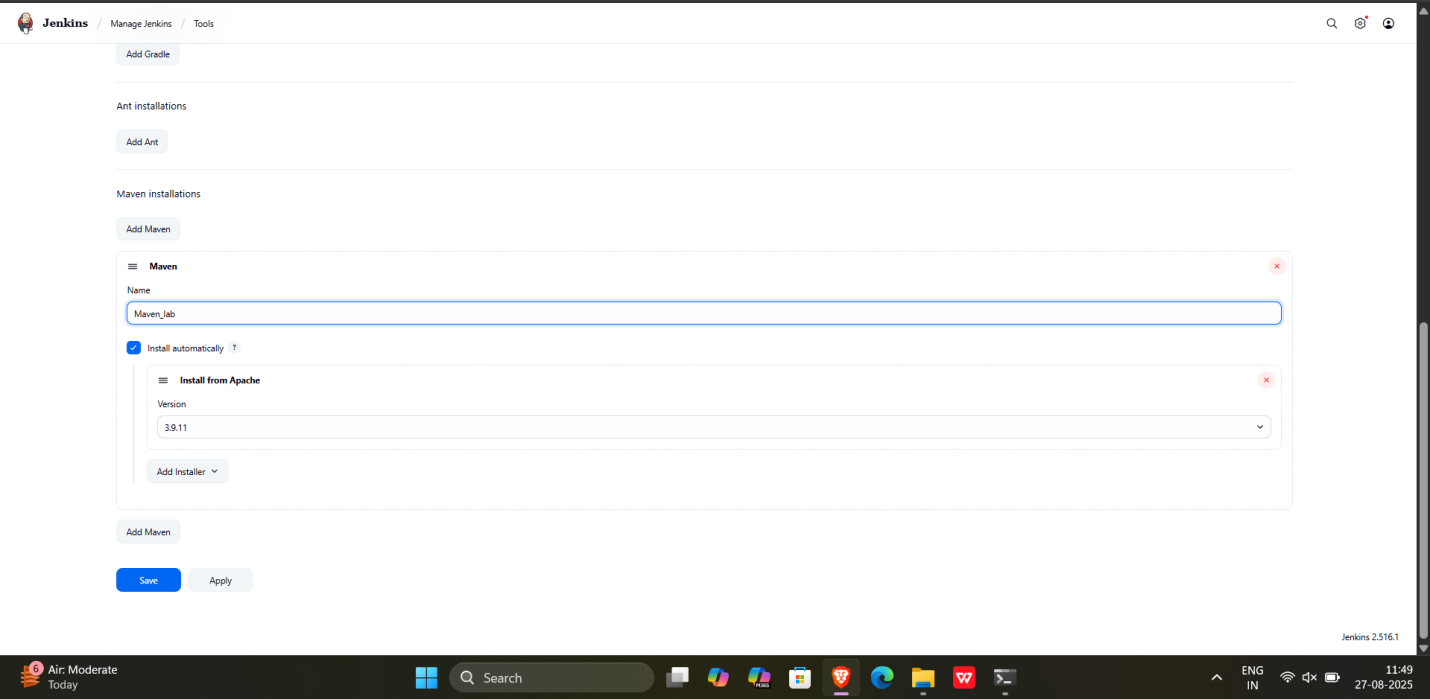 Jenkins / Manage Jenkins / Tools
Add Gradle
Ant installations
Add Ant
Maven installations
Add Maven
Maven
Name
Maven_lab
Install automatically ?
Install from Apache
Version
3.9.11
Add Installer
Add Maven
Save Apply
Jenkins 2.516.1
6 Air: Moderate
Today
Search
M365
W
ENG
IN
11:49
27-08-2025